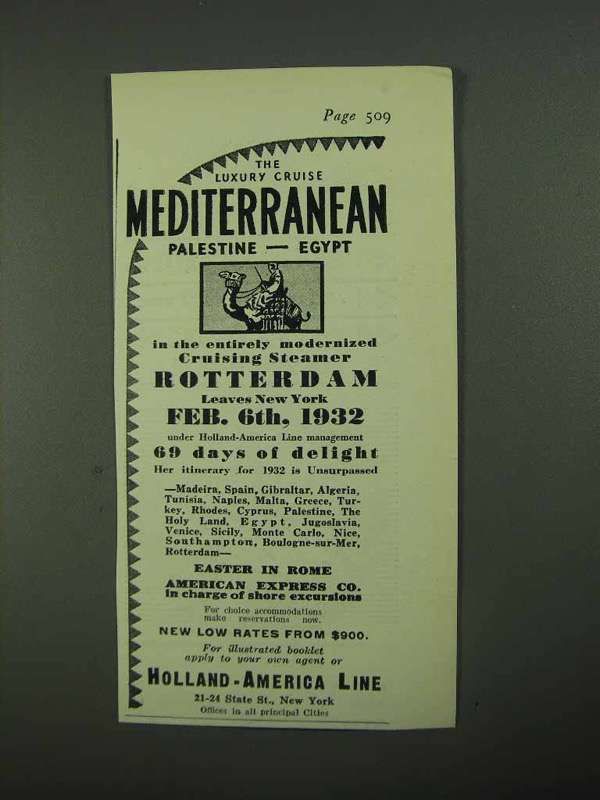 Page 509
THE
LUXURY CRUISE
MEDITERRANEAN
PALESTINE — EGYPT
in the entirely modernized
Cruising Steamer
ROTTERDAM
Leaves New York
FEB. 6th, 1932
under Holland-America Line management
69 days of delight
Her itinerary for 1932 is Unsurpassed
—Madeira, Spain, Gibraltar, Algeria,
Tunisia, Naples, Malta, Greece, Tur-
key, Rhodes, Cyprus, Palestine, The
Holy Land, Egypt, Jugoslavia,
Venice, Sicily, Monte Carlo, Nice,
Southampton, Boulogne-sur-Mer,
Rotterdam—
EASTER IN ROME
AMERICAN EXPRESS CO.
in charge of shore excursions
For choice accommodations
make reservations now.
NEW LOW RATES FROM $900.
For illustrated booklet
apply to your own agent or
HOLLAND-AMERICA LINE
21-24 State St., New York
Offices in all principal Cities